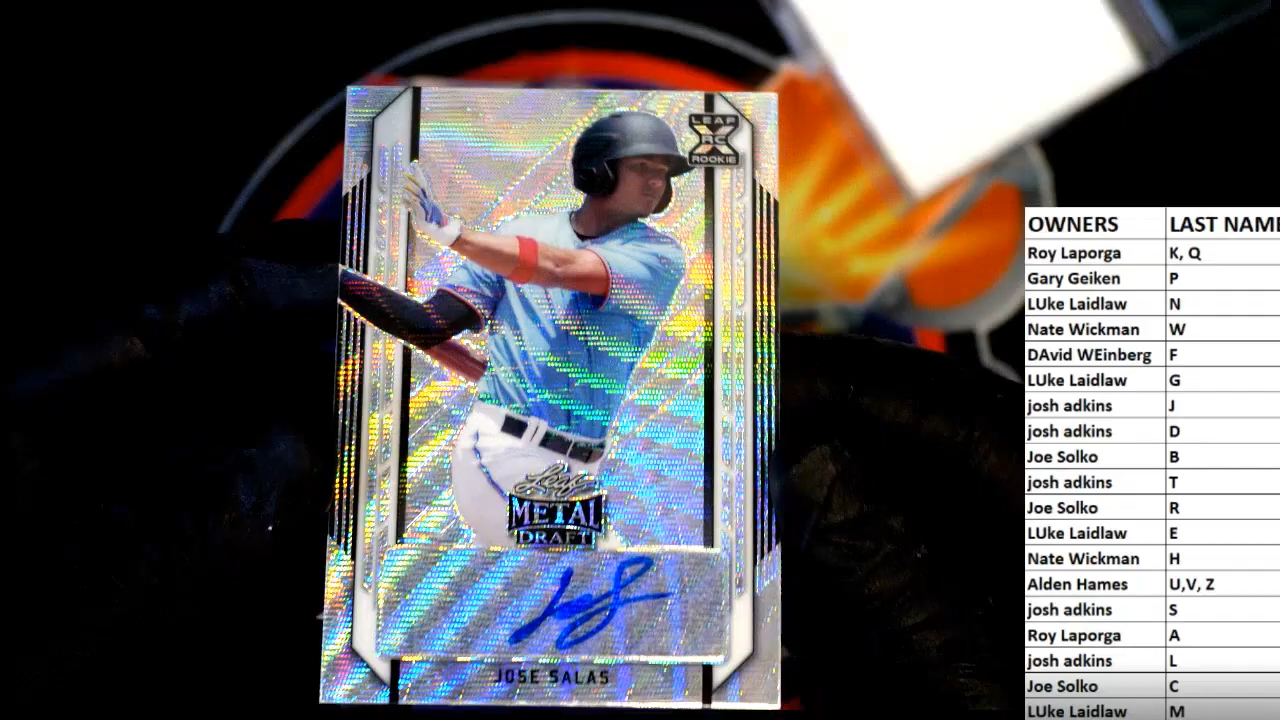 LEAF
XRC
ROOKIE
Leaf
METAL
DRAFT
JOSE SALAS
OWNERS LAST NAME
Roy Laporga K, Q
Gary Geiken P
LUke Laidlaw N
Nate Wickman W
DAvid WEinberg F
LUke Laidlaw G
josh adkins J
josh adkins D
Joe Solko B
josh adkins T
Joe Solko R
LUke Laidlaw E
Nate Wickman H
Alden Hames U,V, Z
josh adkins S
Roy Laporga A
josh adkins L
Joe Solko C
LUke Laidlaw M